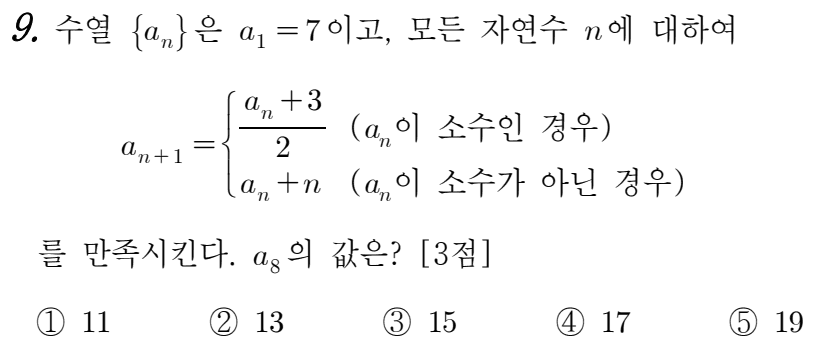 9. 수열 {aₙ}은 a₁=7이고, 모든 자연수 n에 대하여
aₙ₊₁ = { (aₙ+3)/2 (aₙ이 소수인 경우)
aₙ+n (aₙ이 소수가 아닌 경우)
를 만족시킨다. a₈의 값은? [3점]
① 11 ② 13 ③ 15 ④ 17 ⑤ 19